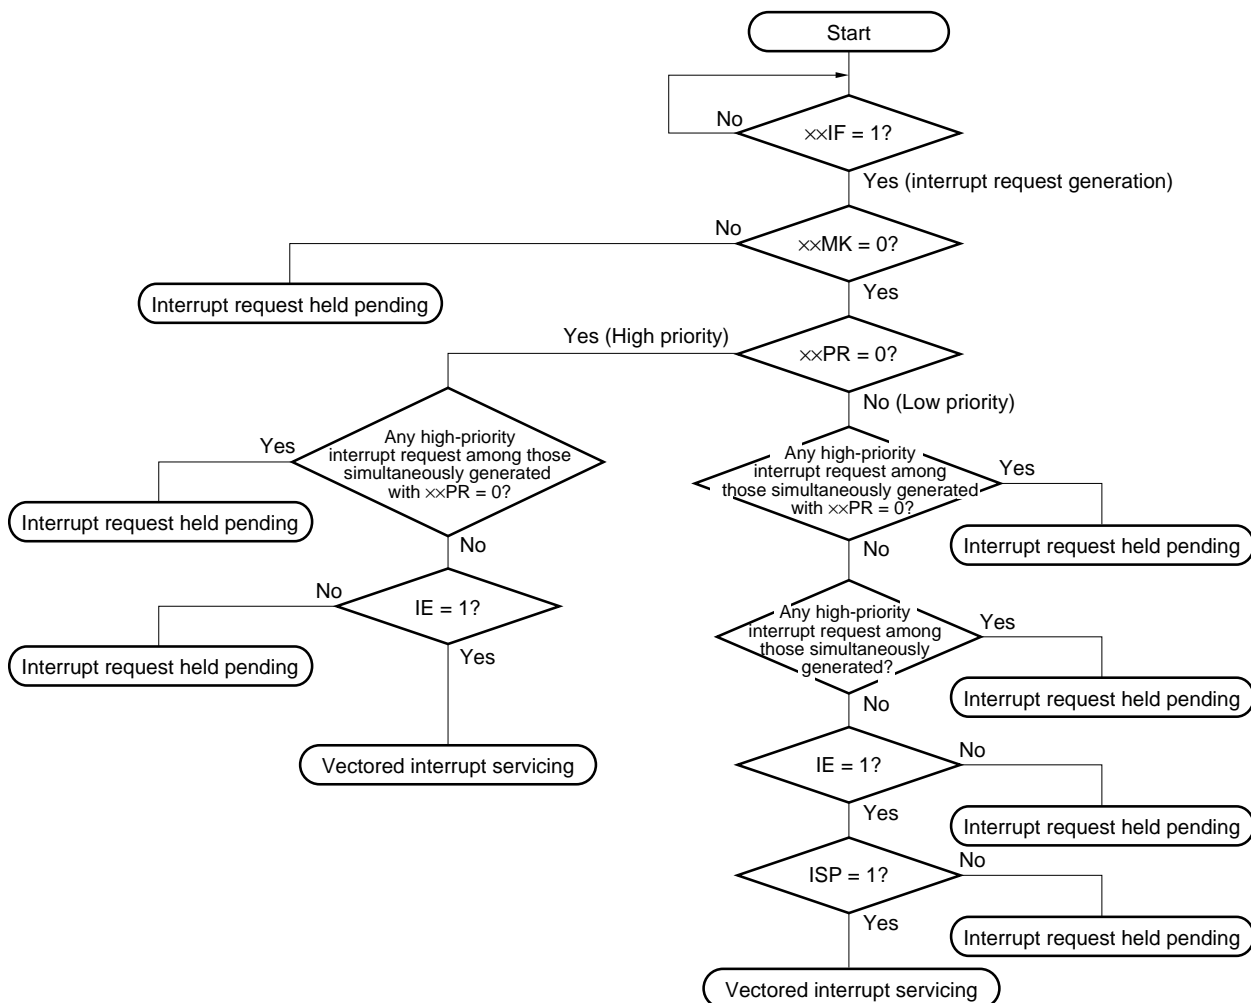 Start
No
××IF = 1?
Yes (interrupt request generation)
No
××MK = 0?
Interrupt request held pending
Yes
Yes (High priority)
××PR = 0?
No (Low priority)
Yes
Any high-priority
interrupt request among those
simultaneously generated
with ××PR = 0?
Any high-priority
interrupt request among
those simultaneously generated
with ××PR = 0?
Yes
Interrupt request held pending
No
No
Interrupt request held pending
No
IE = 1?
Yes
Any high-priority
interrupt request among
those simultaneously
generated?
Yes
Interrupt request held pending
Interrupt request held pending
No
Vectored interrupt servicing
IE = 1?
No
Yes
Interrupt request held pending
ISP = 1?
No
Yes
Interrupt request held pending
Vectored interrupt servicing